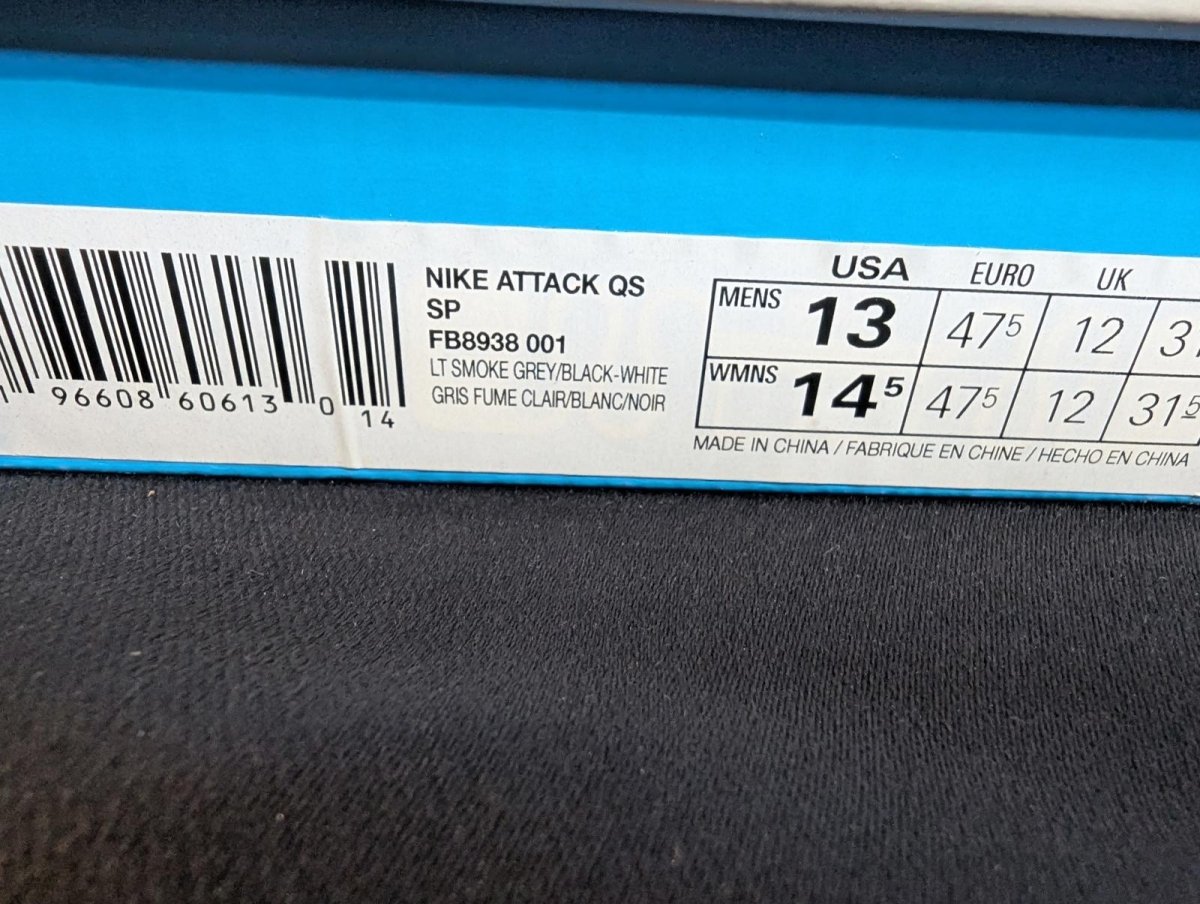 96608 60613 0 14
NIKE ATTACK QS
SP
FB8938 001
LT SMOKE GREY/BLACK-WHITE
GRIS FUME CLAIR/BLANC/NOIR
USA EURO UK
MENS 13 475 12
WMNS 14 5 475 12 315
MADE IN CHINA / FABRIQUE EN CHINE / HECHO EN CHINA